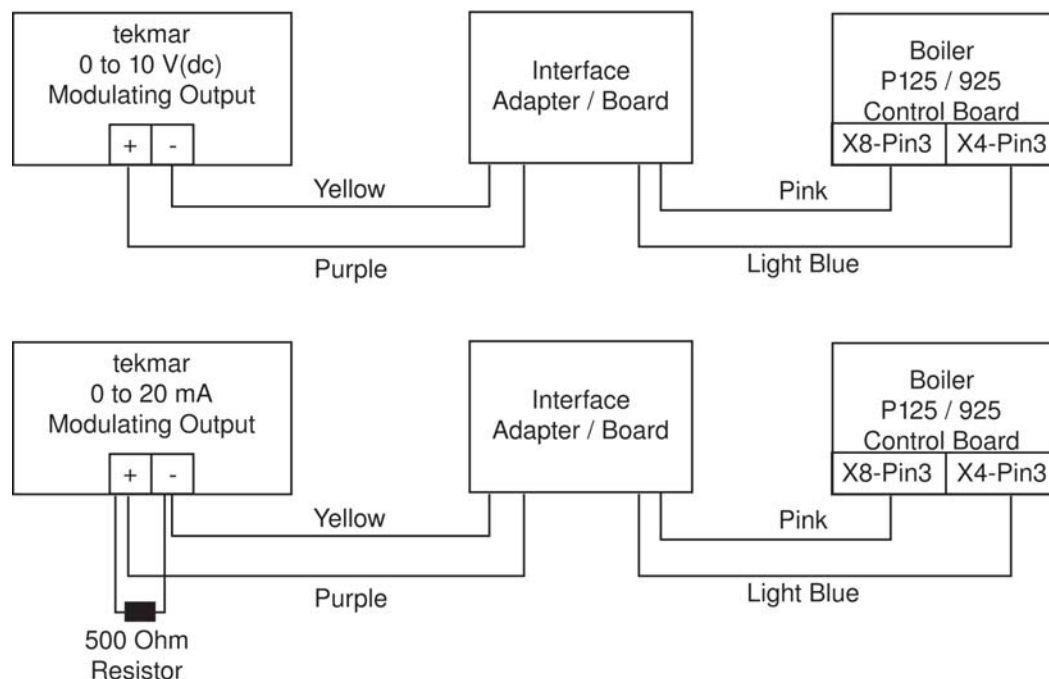 tekmar
0 to 10 V(dc)
Modulating Output
+ -
Interface
Adapter / Board
Boiler
P125 / 925
Control Board
X8-Pin3 X4-Pin3
Yellow
Purple
Pink
Light Blue
tekmar
0 to 20 mA
Modulating Output
+ -
Interface
Adapter / Board
Boiler
P125 / 925
Control Board
X8-Pin3 X4-Pin3
Yellow
Purple
Pink
Light Blue
500 Ohm
Resistor